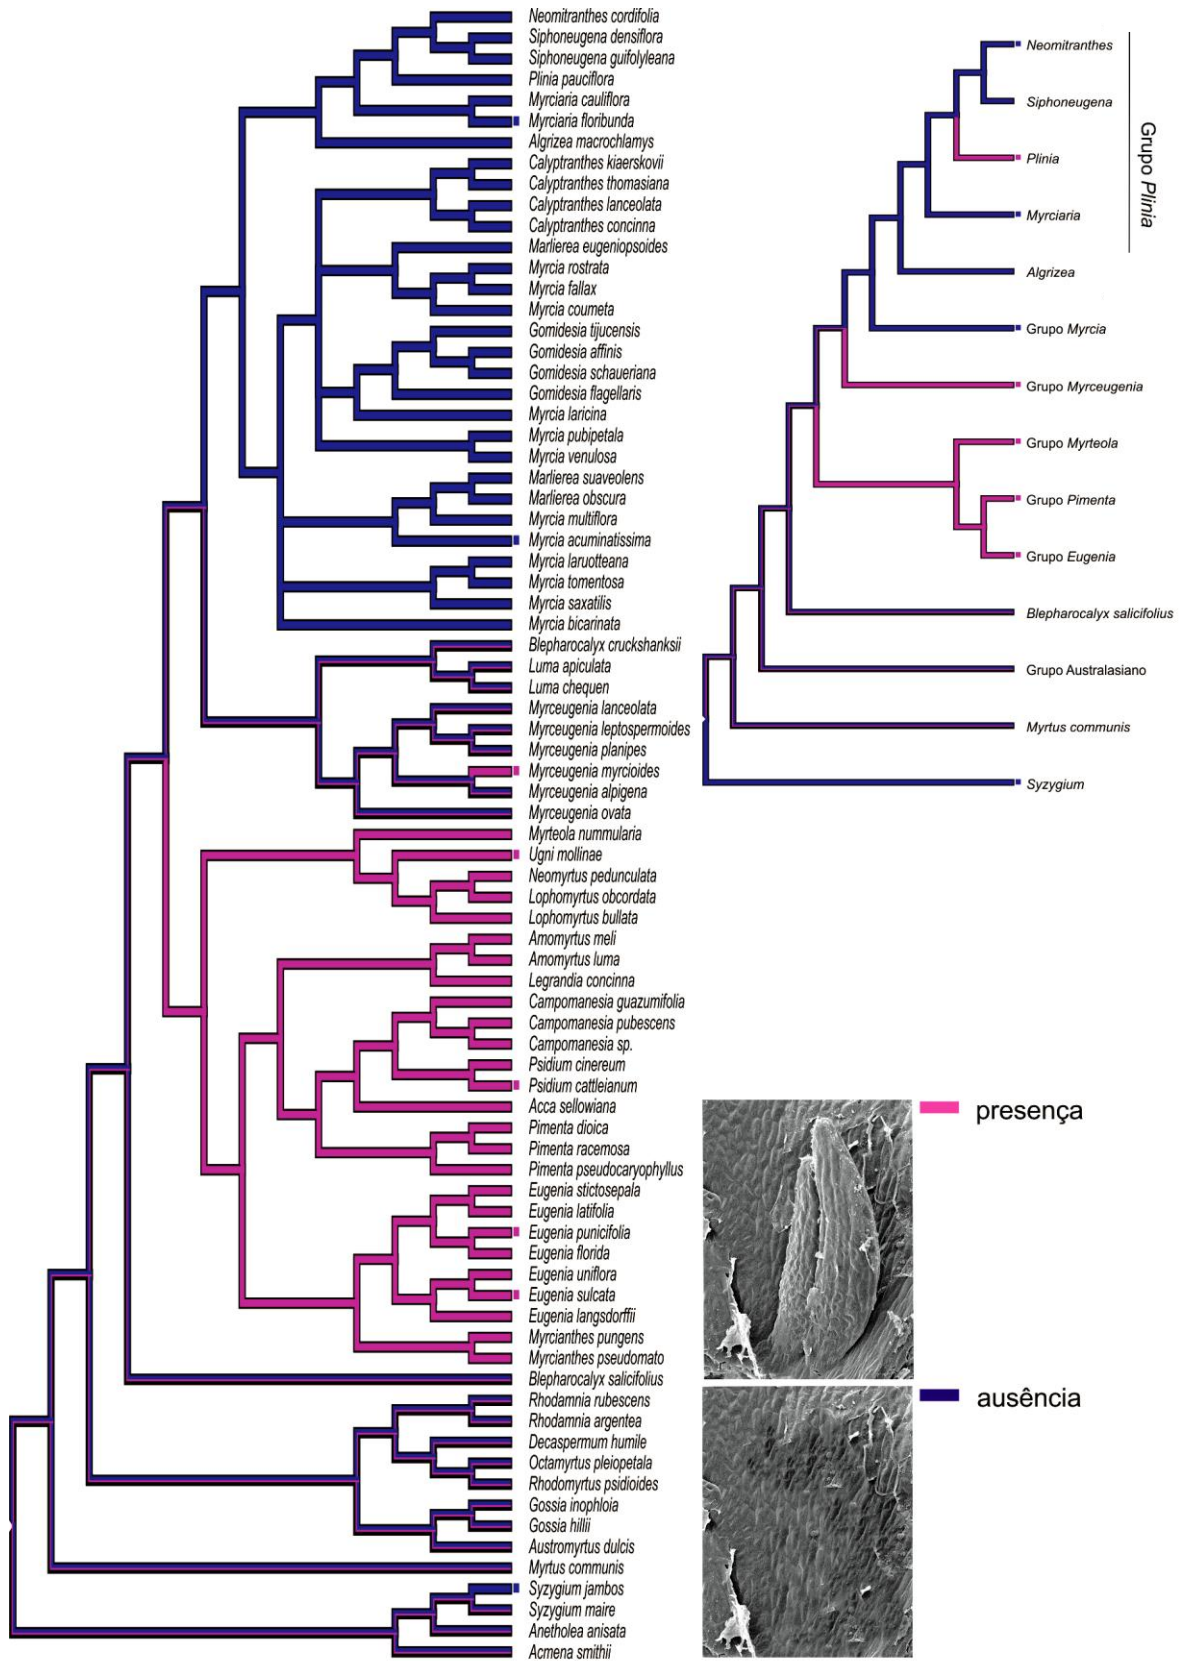 Neomitranthes cordifolia
Siphoneugena densiflora
Siphoneugena guifolyleana
Plinia pauciflora
Myrciaria cauliflora
Myrciaria floribunda
Algrizea macrochlamys
Calyptranthes kiaerskovii
Calyptranthes thomasiana
Calyptranthes lanceolata
Calyptranthes concinna
Marlierea eugeniopsoides
Myrcia rostrata
Myrcia fallax
Myrcia coumeta
Gomidesia tijucensis
Gomidesia affinis
Gomidesia schaueriana
Gomidesia flagellaris
Myrcia laricina
Myrcia pubipetala
Myrcia venulosa
Marlierea suaveolens
Marlierea obscura
Myrcia multiflora
Myrcia acuminatissima
Myrcia laruotteana
Myrcia tomentosa
Myrcia saxatilis
Myrcia bicarinata
Blepharocalyx cruckshanksii
Luma apiculata
Luma chequen
Myrceugenia lanceolata
Myrceugenia leptospermoides
Myrceugenia planipes
Myrceugenia myrcioides
Myrceugenia alpigena
Myrceugenia ovata
Myrteola nummularia
Ugni mollinae
Neomyrtus pedunculata
Lophomyrtus obcordata
Lophomyrtus bullata
Amomyrtus meli
Amomyrtus luma
Legrandia concinna
Campomanesia guazumifolia
Campomanesia pubescens
Campomanesia sp.
Psidium cinereum
Psidium cattleianum
Acca sellowiana
Pimenta dioica
Pimenta racemosa
Pimenta pseudocaryophyllus
Eugenia stictosepala
Eugenia latifolia
Eugenia punicifolia
Eugenia florida
Eugenia uniflora
Eugenia sulcata
Eugenia langsdorffii
Myrcianthes pungens
Myrcianthes pseudomato
Blepharocalyx salicifolius
Rhodamnia rubescens
Rhodamnia argentea
Decaspermum humile
Octamyrtus pleiopetala
Rhodomyrtus psidioides
Gossia inophloia
Gossia hillii
Austromyrtus dulcis
Myrtus communis
Syzygium jambos
Syzygium maire
Anetholea anisata
Acmena smithii
Neomitranthes
Siphoneugena
Plinia
Myrciaria
Grupo Plinia
Algrizea
Grupo Myrcia
Grupo Myrceugenia
Grupo Myrteola
Grupo Pimenta
Grupo Eugenia
Blepharocalyx salicifolius
Grupo Australasiano
Myrtus communis
Syzygium
presença
ausência